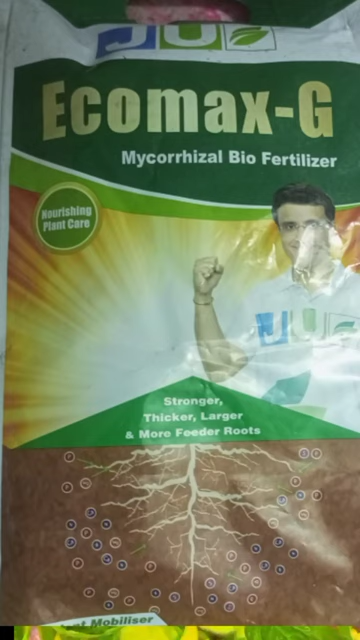 JU
Ecomax-G
Mycorrhizal Bio Fertilizer
Nourishing
Plant Care
JU
Stronger,
Thicker, Larger
& More Feeder Roots
Mobiliser